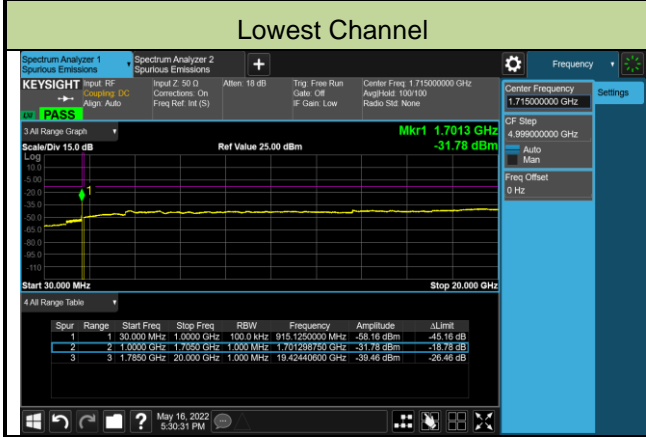 Lowest Channel
Spectrum Analyzer 1
Spurious Emissions
Spectrum Analyzer 2
Spurious Emissions
+
Frequency
KEYSIGHT
Input: RF
Coupling: DC
Align: Auto
Input Z: 50 Ω
Corrections: On
Freq Ref: Int (S)
Atten: 18 dB
Trig: Free Run
Gate: Off
IF Gain: Low
Center Freq: 1.715000000 GHz
Avg|Hold: 100/100
Radio Std: None
LXI
PASS
Center Frequency
1.715000000 GHz
Settings
CF Step
4.999000000 GHz
Auto
Man
Freq Offset
0 Hz
3 All Range Graph
Mkr1 1.7013 GHz
Scale/Div 15.0 dB
Ref Value 25.00 dBm
-31.78 dBm
Log
10.0
-5.00
-20.0
-35.0
-50.0
-65.0
-80.0
-95.0
-110
1
Start 30.000 MHz
Stop 20.000 GHz
4 All Range Table
Spur Range Start Freq Stop Freq RBW Frequency Amplitude ΔLimit
1 1 30.000 MHz 1.0000 GHz 100.0 kHz 915.1250000 MHz -58.16 dBm -45.16 dB
2 2 1.0000 GHz 1.7050 GHz 1.000 MHz 1.701298750 GHz -31.78 dBm -18.78 dB
3 3 1.7850 GHz 20.000 GHz 1.000 MHz 19.42440600 GHz -39.46 dBm -26.46 dB
?
May 16, 2022
5:30:31 PM